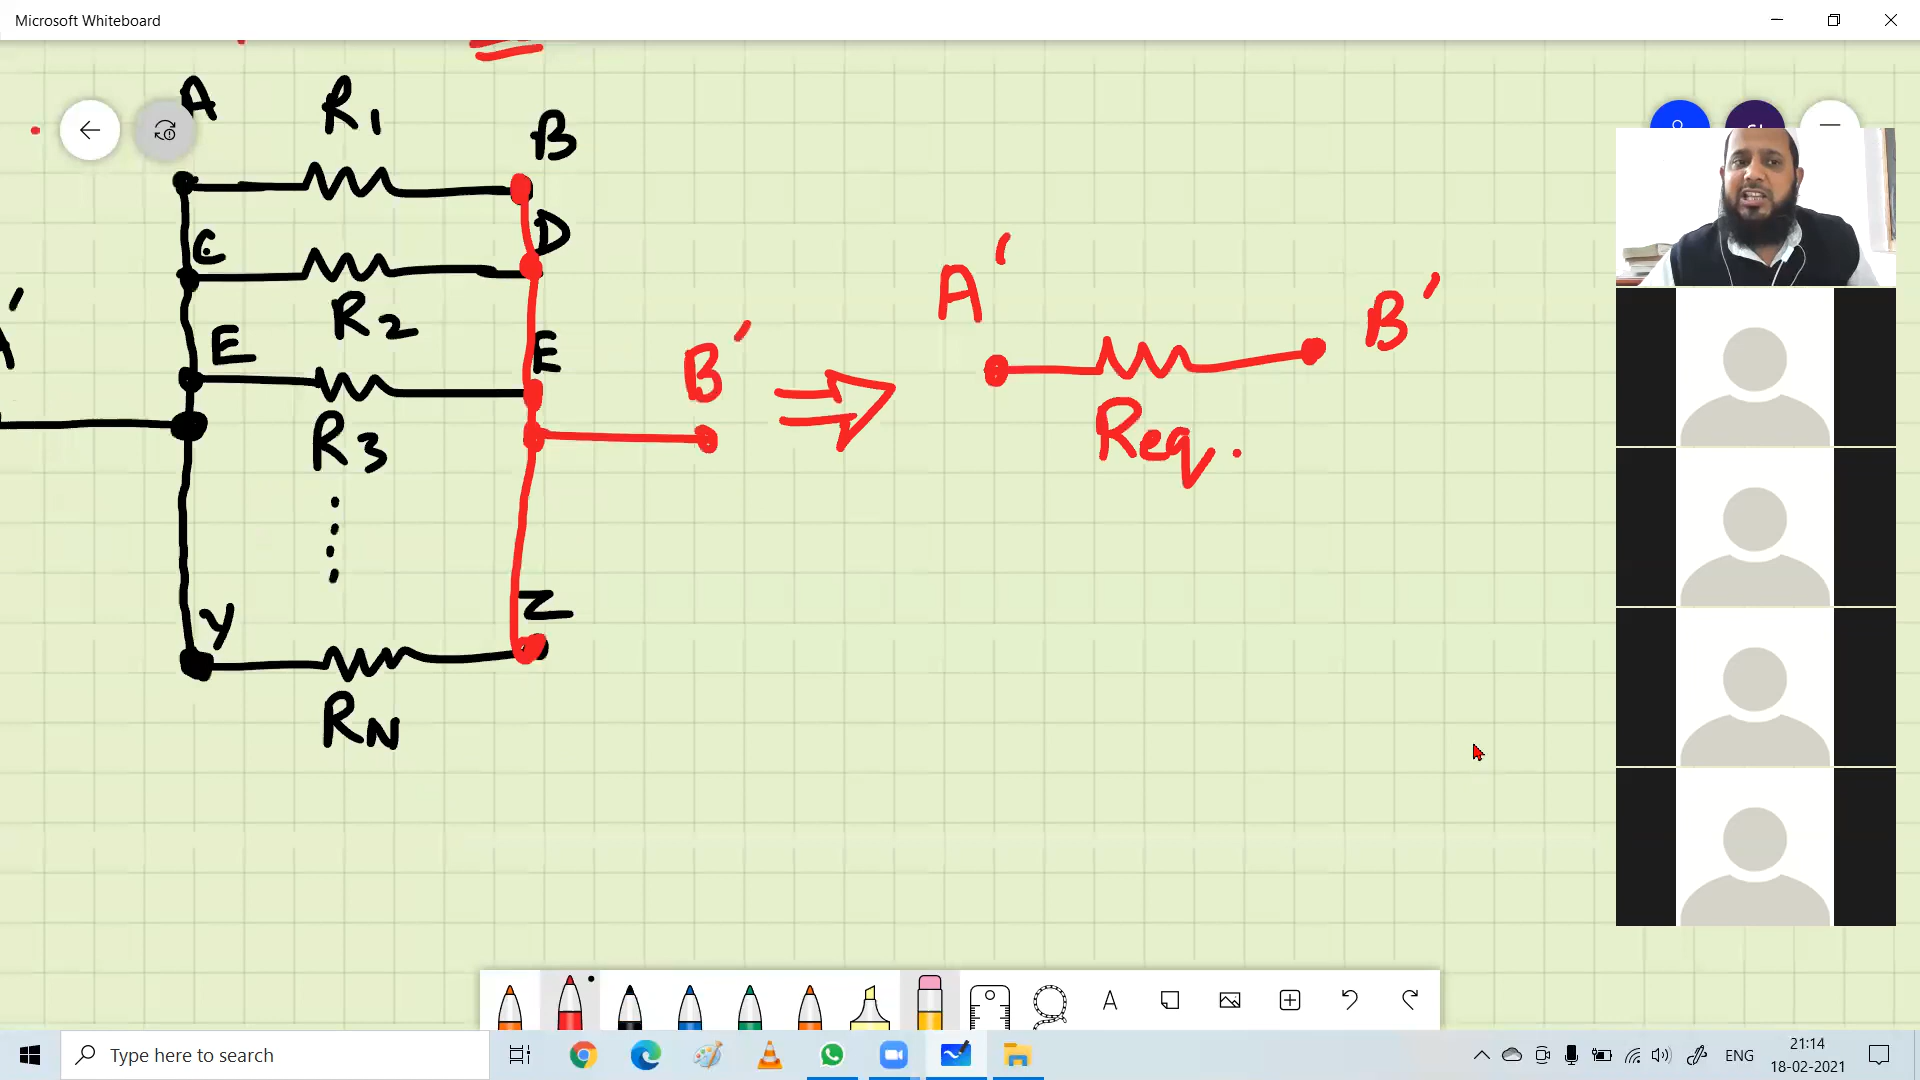 Microsoft Whiteboard
A R1 B
C D
R2
E E
A' B' A' B'
R3 Req.
Y Z
RN
Type here to search
ENG
21:14
18-02-2021